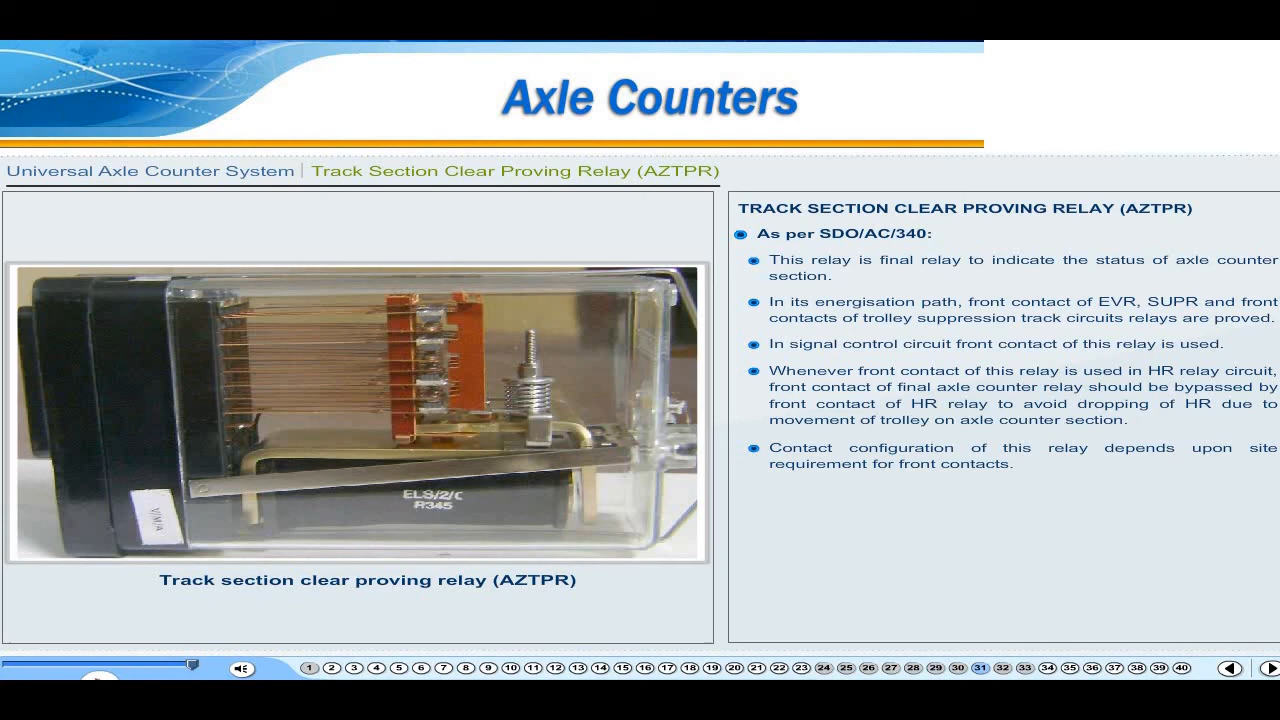 Axle Counters
Universal Axle Counter System | Track Section Clear Proving Relay (AZTPR)
ELS/2/C
R345
V/M/A
Track section clear proving relay (AZTPR)
TRACK SECTION CLEAR PROVING RELAY (AZTPR)
As per SDO/AC/340:
This relay is final relay to indicate the status of axle counter
section.
In its energisation path, front contact of EVR, SUPR and front
contacts of trolley suppression track circuits relays are proved.
In signal control circuit front contact of this relay is used.
Whenever front contact of this relay is used in HR relay circuit,
front contact of final axle counter relay should be bypassed by
front contact of HR relay to avoid dropping of HR due to
movement of trolley on axle counter section.
Contact configuration of this relay depends upon site
requirement for front contacts.
1 2 3 4 5 6 7 8 9 10 11 12 13 14 15 16 17 18 19 20 21 22 23 24 25 26 27 28 29 30 31 32 33 34 35 36 37 38 39 40